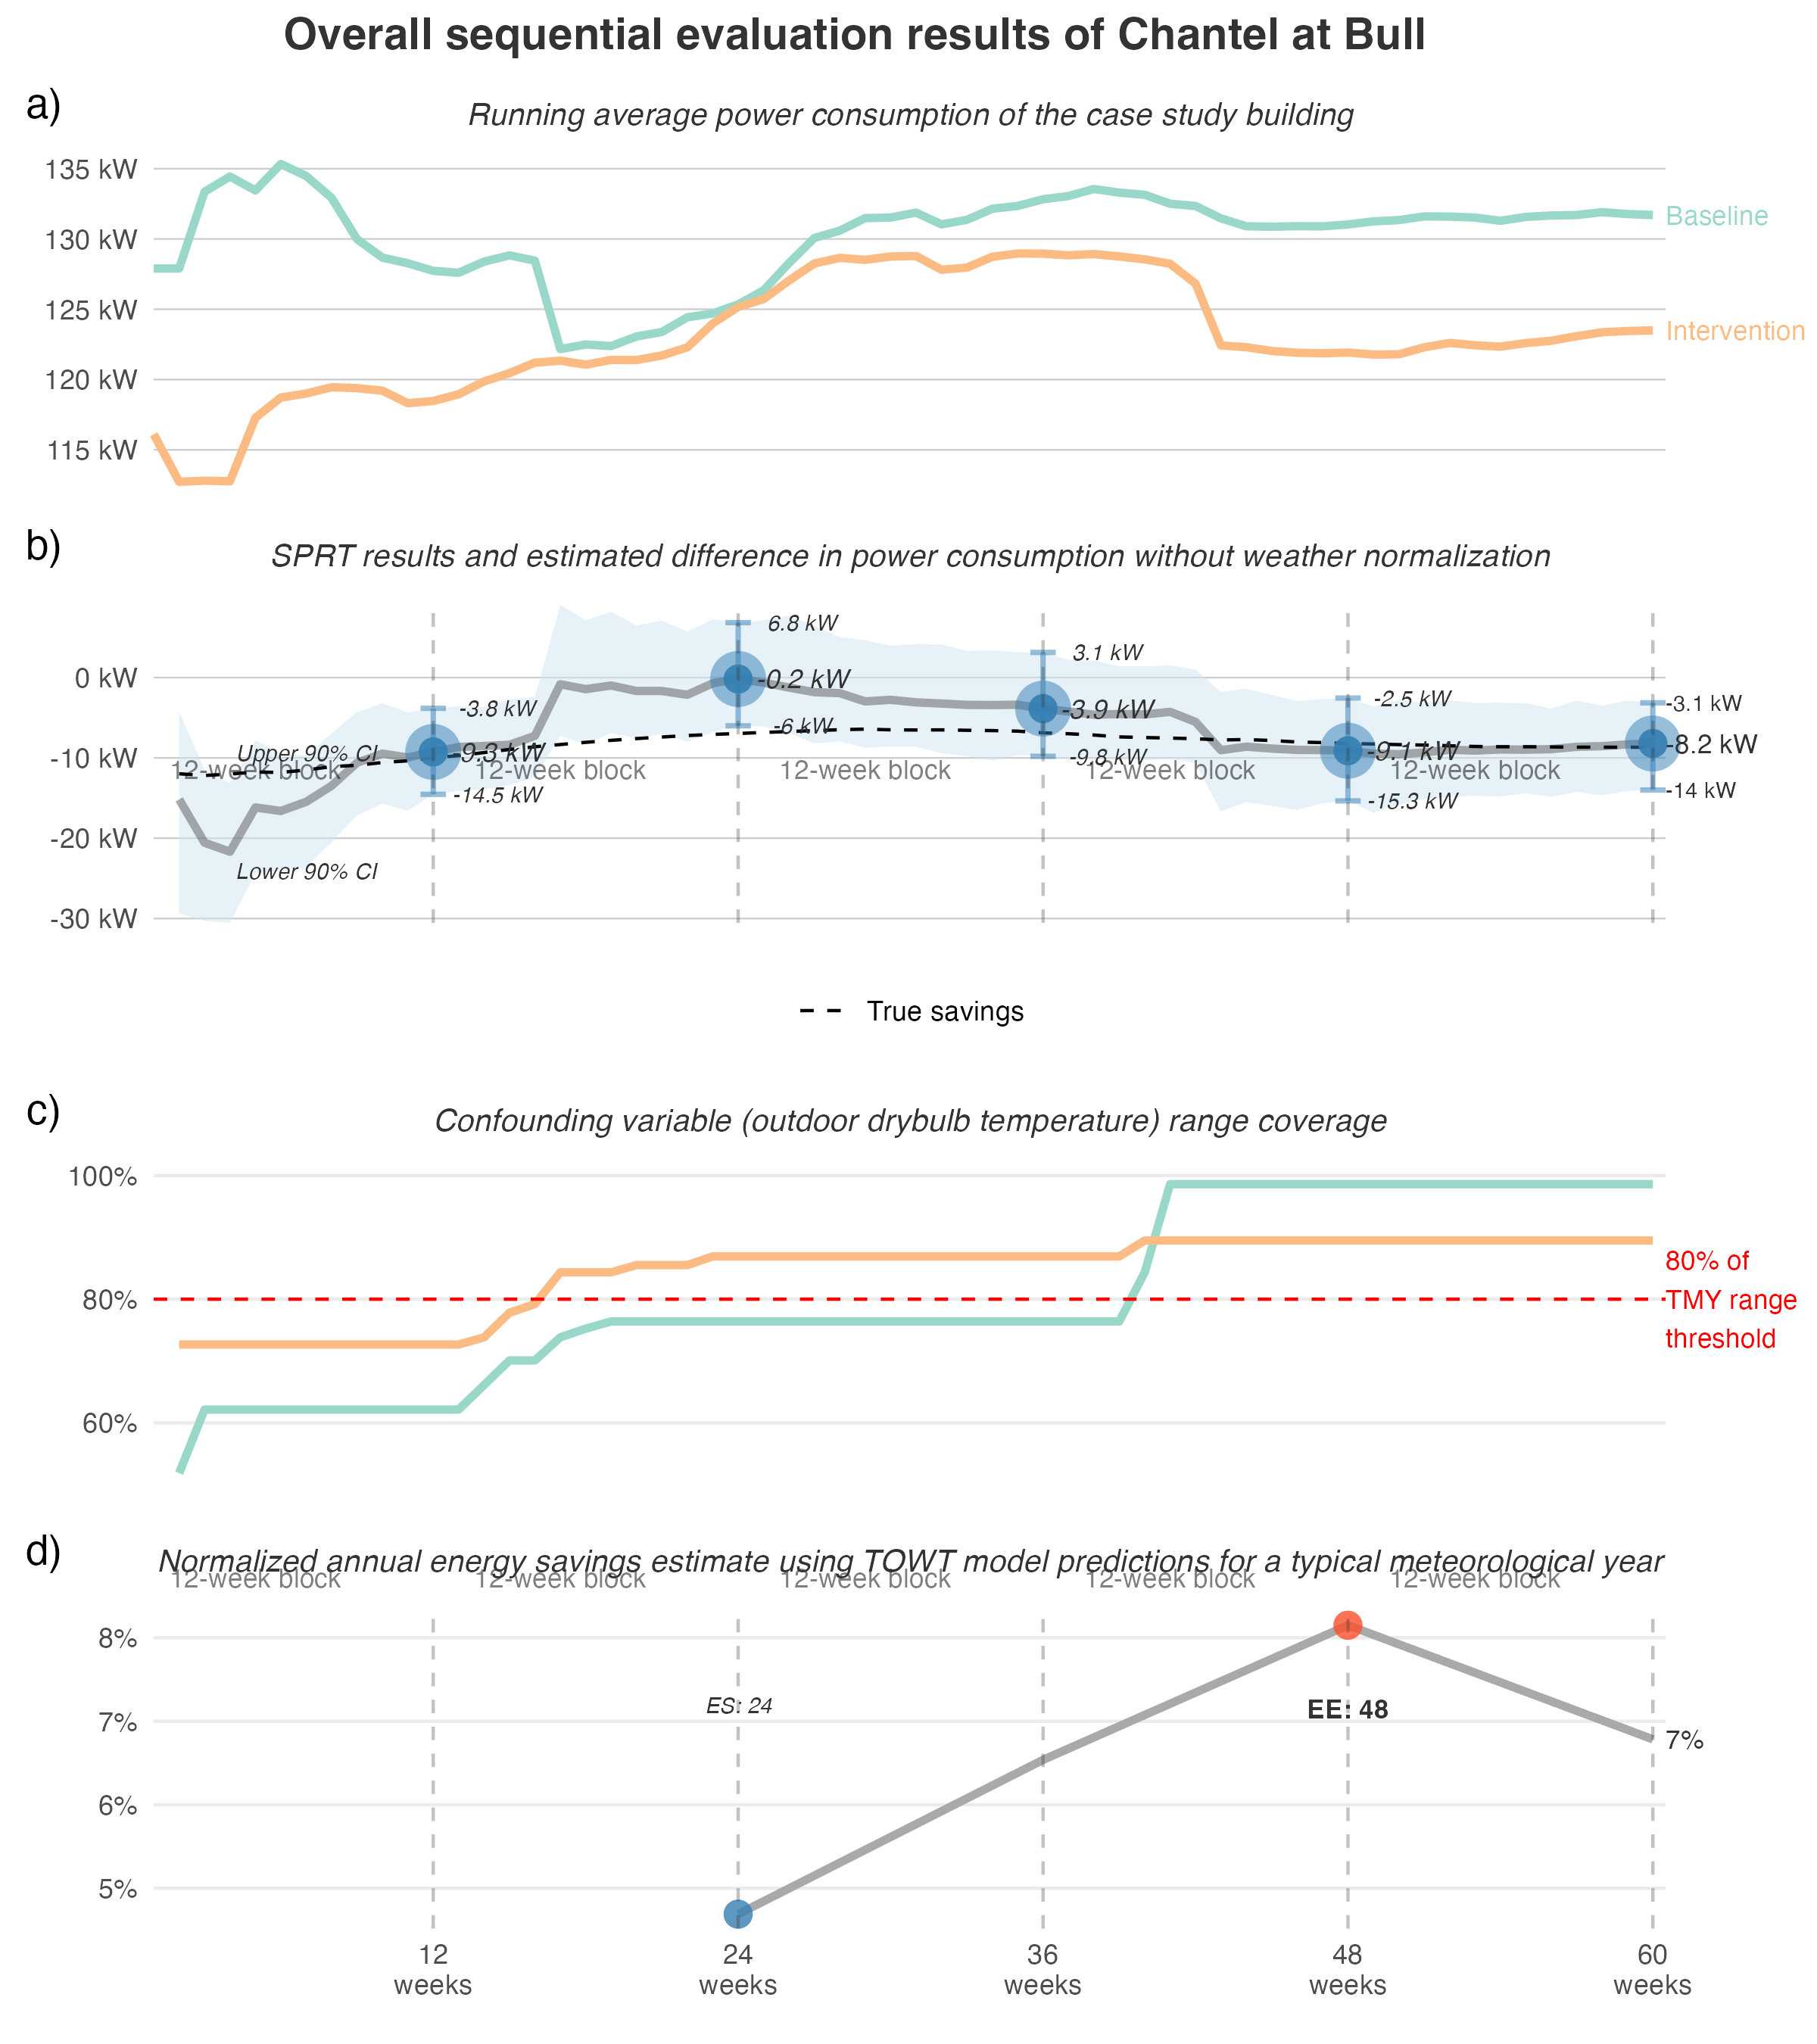 Overall sequential evaluation results of Chantel at Bull
a)
Running average power consumption of the case study building
135 kW
130 kW
125 kW
120 kW
115 kW
Baseline
Intervention
b)
SPRT results and estimated difference in power consumption without weather normalization
0 kW
-10 kW
-20 kW
-30 kW
Upper 90% CI
Lower 90% CI
12-week block
12-week block
12-week block
12-week block
12-week block
-3.8 kW
-9.3 kW
-14.5 kW
6.8 kW
-0.2 kW
-6 kW
3.1 kW
-3.9 kW
-9.8 kW
-2.5 kW
-9.1 kW
-15.3 kW
-3.1 kW
-8.2 kW
-14 kW
True savings
c)
Confounding variable (outdoor drybulb temperature) range coverage
100%
80%
60%
80% of
TMY range
threshold
d)
Normalized annual energy savings estimate using TOWT model predictions for a typical meteorological year
12-week block
12-week block
12-week block
12-week block
12-week block
8%
7%
6%
5%
ES: 24
EE: 48
7%
12
weeks
24
weeks
36
weeks
48
weeks
60
weeks